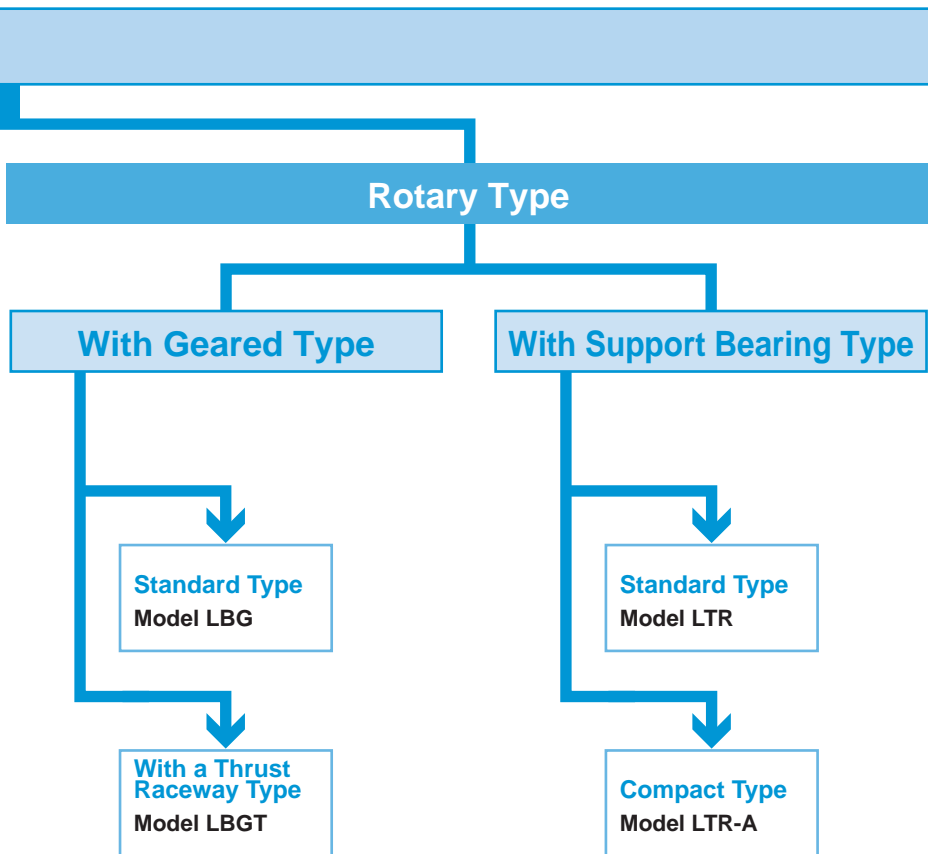 Rotary Type
With Geared Type
With Support Bearing Type
Standard Type
Model LBG
Standard Type
Model LTR
With a Thrust
Raceway Type
Model LBGT
Compact Type
Model LTR-A